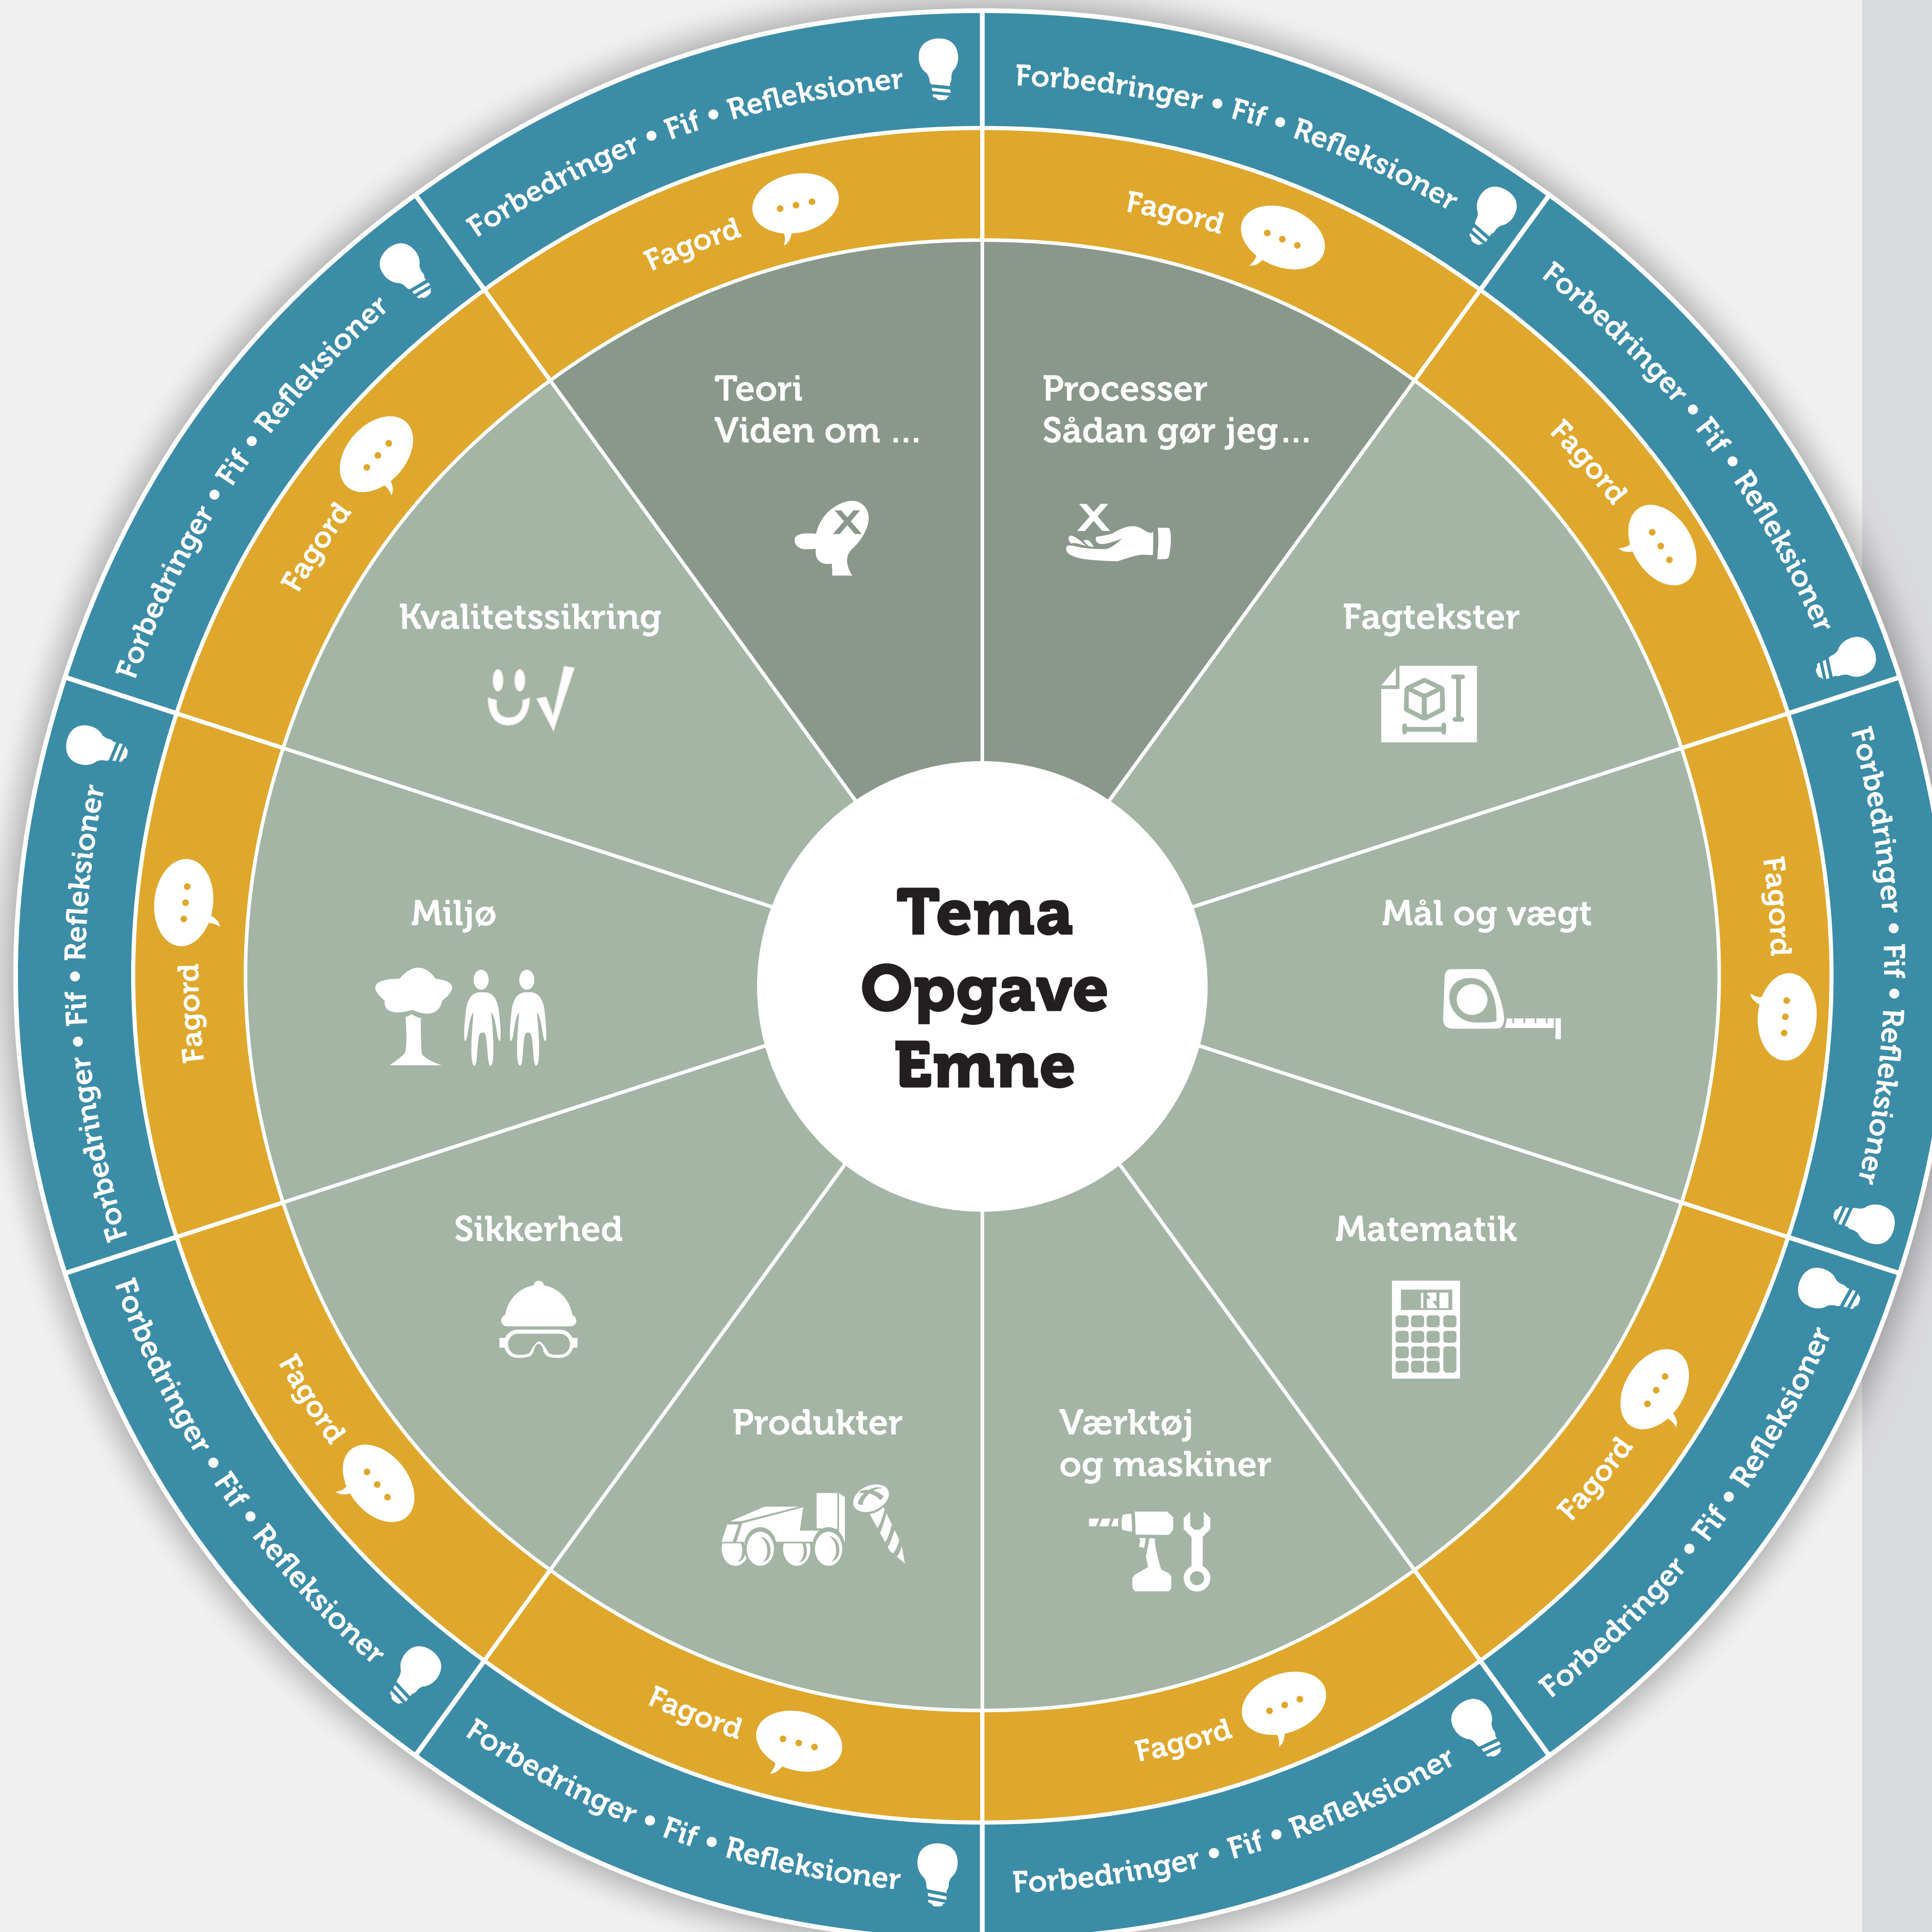 Tema
Opgave
Emne
Processer
Sådan gør jeg...
Fagord
Forbedringer • Fif • Refleksioner
Fagtekster
Fagord
Forbedringer • Fif • Refleksioner
Mål og vægt
Fagord
Forbedringer • Fif • Refleksioner
Matematik
Fagord
Forbedringer • Fif • Refleksioner
Værktøj
og maskiner
Fagord
Forbedringer • Fif • Refleksioner
Produkter
Fagord
Forbedringer • Fif • Refleksioner
Sikkerhed
Fagord
Forbedringer • Fif • Refleksioner
Miljø
Fagord
Forbedringer • Fif • Refleksioner
Kvalitetssikring
Fagord
Forbedringer • Fif • Refleksioner
Teori
Viden om ...
Fagord
Forbedringer • Fif • Refleksioner
X
X